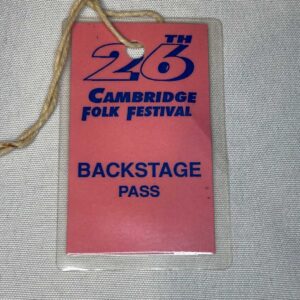 26TH
CAMBRIDGE
FOLK FESTIVAL
BACKSTAGE
PASS